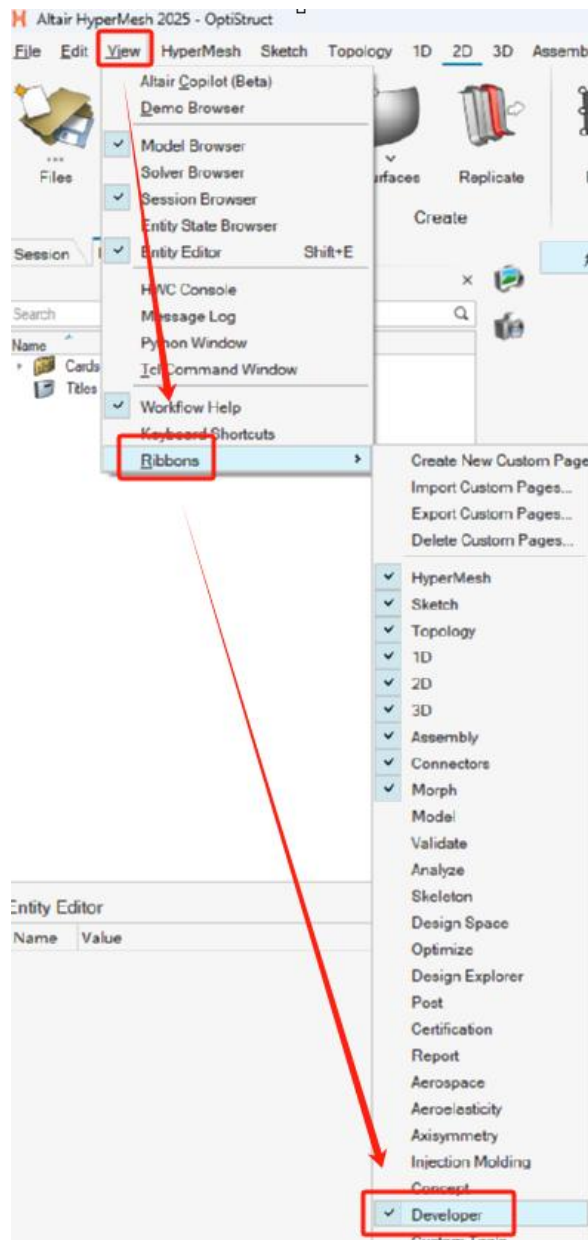 Altair HyperMesh 2025 - OptiStruct
File Edit View HyperMesh Sketch Topology 1D 2D 3D Assemb
Altair Copilot (Beta)
Demo Browser
Model Browser
Solver Browser
Session Browser
Entity State Browser
Entity Editor Shift+E
HWC Console
Message Log
Python Window
Tcl Command Window
Workflow Help
Keyboard Shortcuts
Ribbons
Files
rfaces
Replicate
Create
Session
Search
Name
Cards
Titles
Create New Custom Page
Import Custom Pages...
Export Custom Pages...
Delete Custom Pages...
HyperMesh
Sketch
Topology
1D
2D
3D
Assembly
Connectors
Morph
Model
Validate
Analyze
Skeleton
Design Space
Optimize
Design Explorer
Post
Certification
Report
Aerospace
Aeroelasticity
Axisymmetry
Injection Molding
Concept
Developer
Entity Editor
Name Value